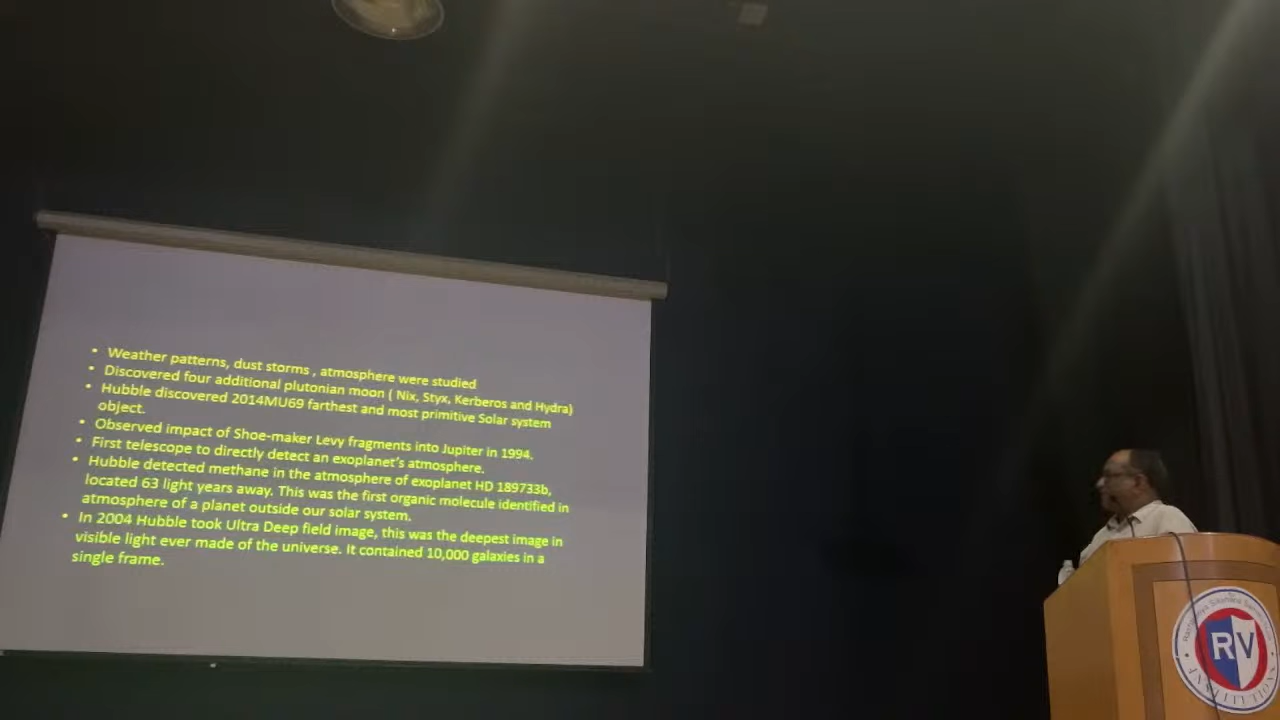 • Weather patterns, dust storms , atmosphere were studied
• Discovered four additional plutonian moon ( Nix, Styx, Kerberos and Hydra)
• Hubble discovered 2014MU69 farthest and most primitive Solar system
object.
• Observed impact of Shoe-maker Levy fragments into Jupiter in 1994.
• First telescope to directly detect an exoplanet's atmosphere.
• Hubble detected methane in the atmosphere of exoplanet HD 189733b,
located 63 light years away. This was the first organic molecule identified in
atmosphere of a planet outside our solar system.
• In 2004 Hubble took Ultra Deep field image, this was the deepest image in
visible light ever made of the universe. It contained 10,000 galaxies in a
single frame.
RV
INSTITUTIONS